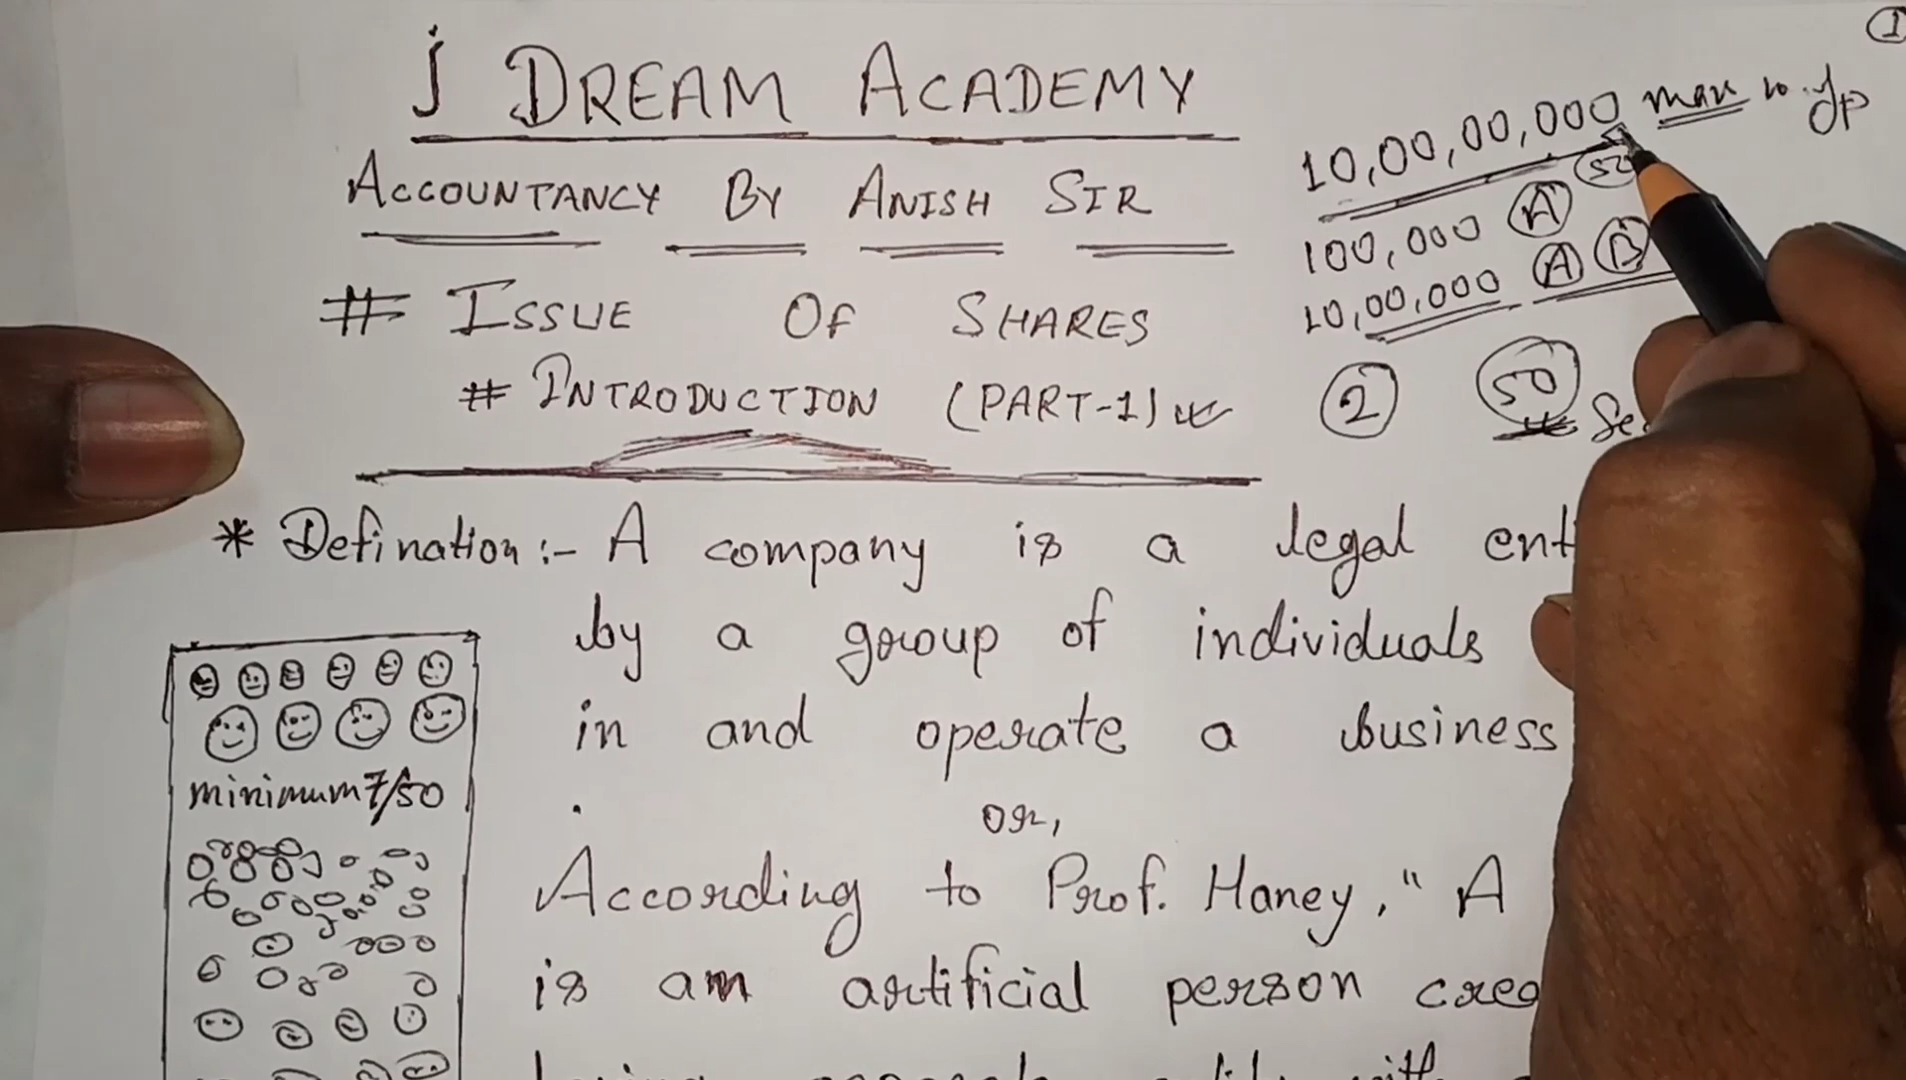 1
J DREAM ACADEMY
ACCOUNTANCY BY ANISH SIR
# ISSUE OF SHARES
# INTRODUCTION (PART-1)
10,00,00,000 max
100,000 A
10,00,000 A B
2 50
* Defination :- A company is a legal
by a group of individuals
in and operate a business
or,
According to Prof. Haney, "A
is an artificial person
minimum 7/50